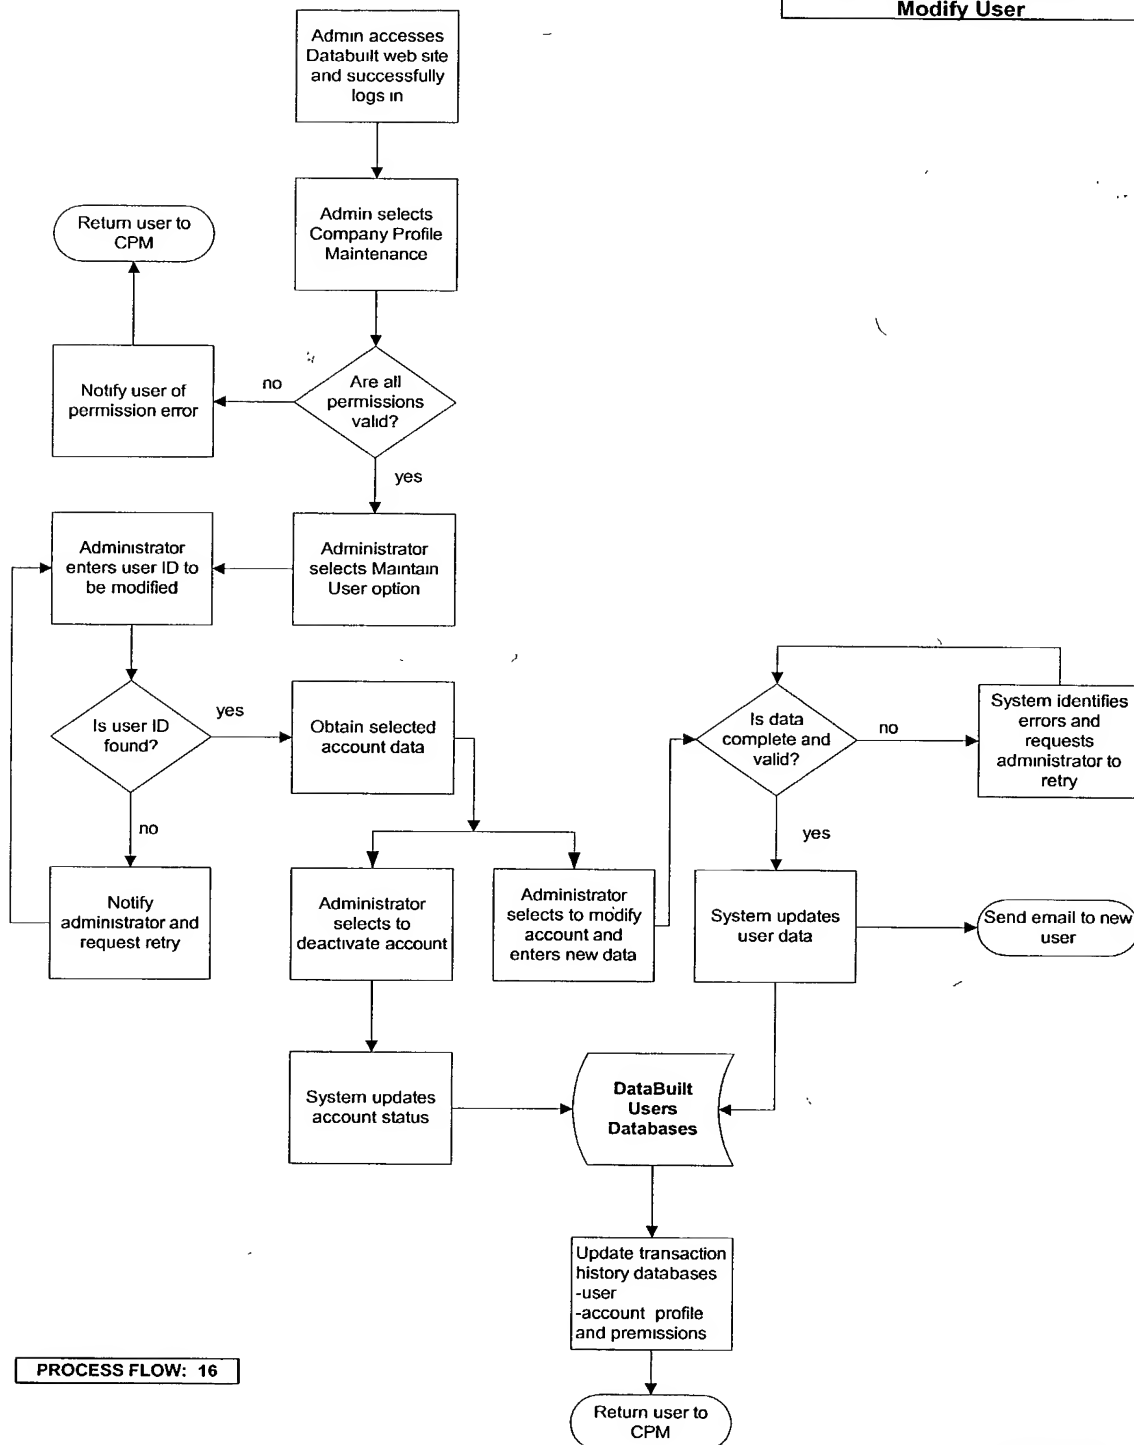 Modify User
Admin accesses
Databuilt web site
and successfully
logs in
Admin selects
Company Profile
Maintenance
Return user to
CPM
Notify user of
permission error
no
Are all
permissions
valid?
yes
Administrator
enters user ID to
be modified
Administrator
selects Maintain
User option
Is user ID
found?
yes
Obtain selected
account data
Is data
complete and
valid?
no
System identifies
errors and
requests
administrator to
retry
no
yes
Notify
administrator and
request retry
Administrator
selects to
deactivate account
Administrator
selects to modify
account and
enters new data
System updates
user data
Send email to new
user
System updates
account status
DataBuilt
Users
Databases
Update transaction
history databases
-user
-account profile
and premissions
PROCESS FLOW: 16
Return user to
CPM